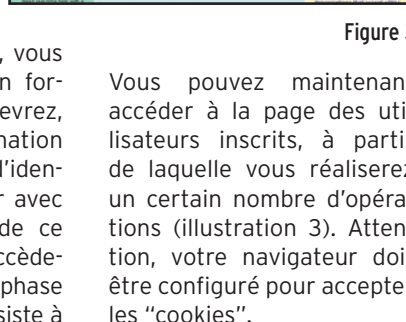 Figure
, vous
n for-
evrez,
mation
l'iden-
r avec
de ce
ccède-
phase
siste à
Vous pouvez maintenan
accéder à la page des uti
lisateurs inscrits, à parti
de laquelle vous réaliserez
un certain nombre d'opéra
tions (illustration 3). Atten
tion, votre navigateur doi
être configuré pour accepte
les “cookies”.